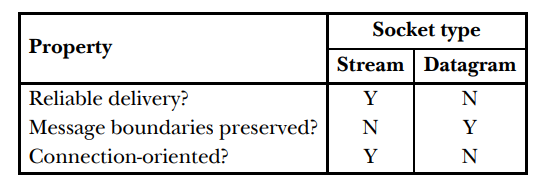 Property
Socket type
Stream Datagram
Reliable delivery? Y N
Message boundaries preserved? N Y
Connection-oriented? Y N